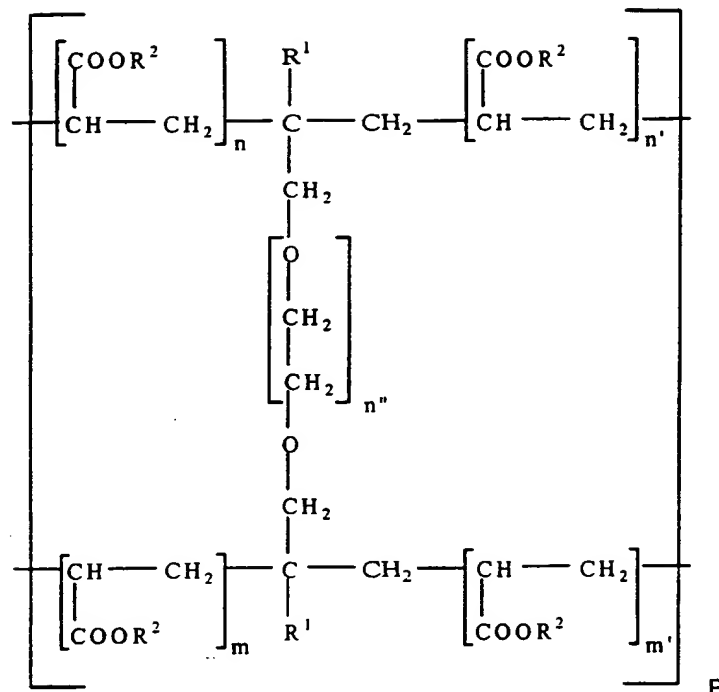 COOR² R¹ COOR²
CH CH₂ n C CH₂ CH CH₂ n'
CH₂
O
CH₂
CH₂ n"
O
CH₂
CH CH₂ C CH₂ CH CH₂
COOR² m R¹ COOR² m'